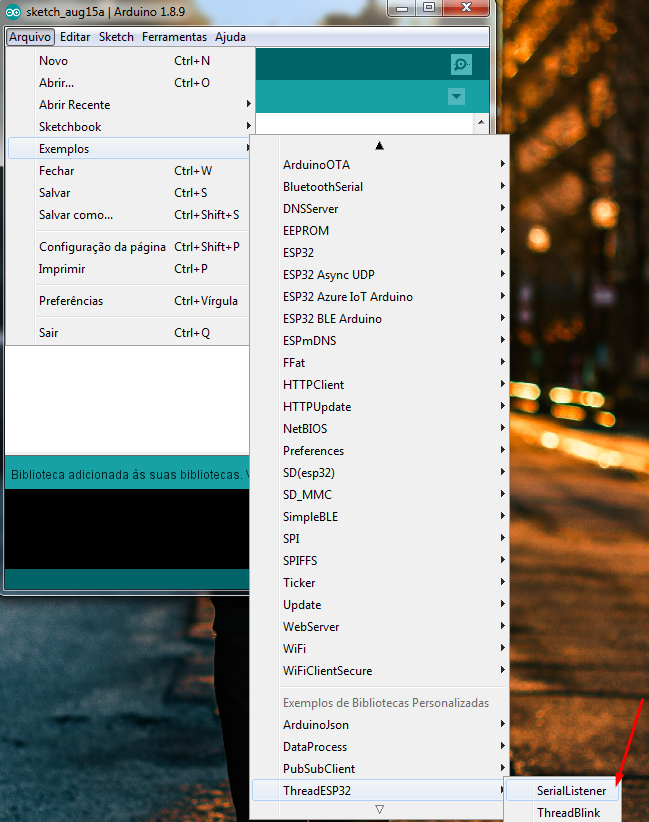 sketch_aug15a | Arduino 1.8.9
Arquivo Editar Sketch Ferramentas Ajuda
Novo Ctrl+N
Abrir... Ctrl+O
Abrir Recente
Sketchbook
Exemplos
Fechar Ctrl+W
Salvar Ctrl+S
Salvar como... Ctrl+Shift+S
Configuração da página Ctrl+Shift+P
Imprimir Ctrl+P
Preferências Ctrl+Vírgula
Sair Ctrl+Q
Biblioteca adicionada às suas bibliotecas. V
ArduinoOTA
BluetoothSerial
DNSServer
EEPROM
ESP32
ESP32 Async UDP
ESP32 Azure IoT Arduino
ESP32 BLE Arduino
ESPmDNS
FFat
HTTPClient
HTTPUpdate
NetBIOS
Preferences
SD(esp32)
SD_MMC
SimpleBLE
SPI
SPIFFS
Ticker
Update
WebServer
WiFi
WiFiClientSecure
Exemplos de Bibliotecas Personalizadas
ArduinoJson
DataProcess
PubSubClient
ThreadESP32
SerialListener
ThreadBlink